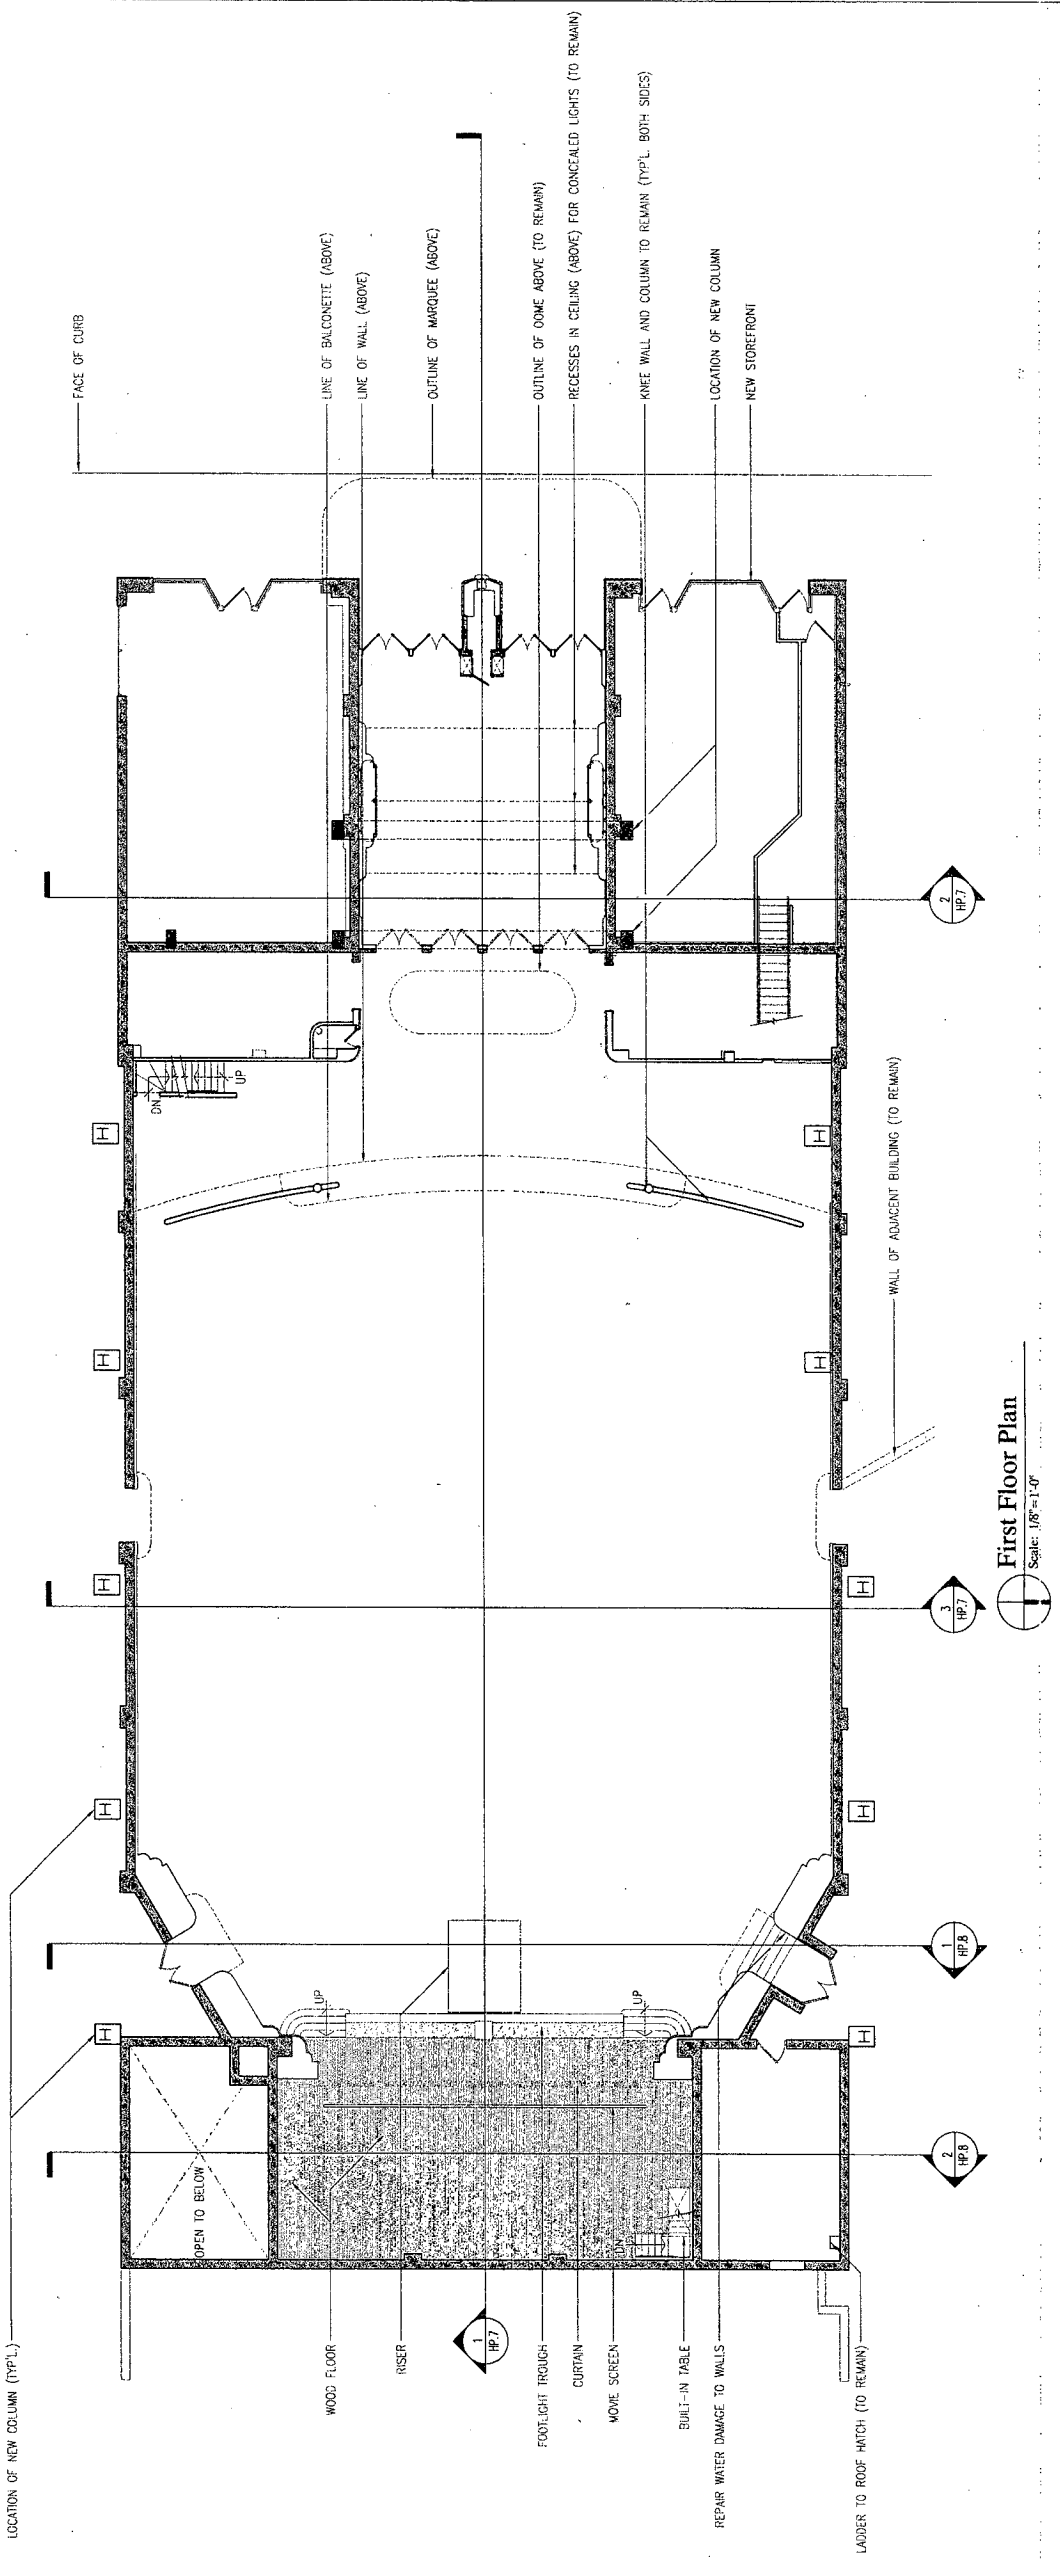 FACE OF CURB
LINE OF BALCONETTE (ABOVE)
LINE OF WALL (ABOVE)
OUTLINE OF MARQUEE (ABOVE)
OUTLINE OF DOME ABOVE (TO REMAIN)
RECESSES IN CEILING (ABOVE) FOR CONCEALED LIGHTS (TO REMAIN)
KNEE WALL AND COLUMN TO REMAIN (TYP'L. BOTH SIDES)
LOCATION OF NEW COLUMN
NEW STOREFRONT
2
HP.7
DN
UP
H
H
H
H
H
H
H
H
H
H
WALL OF ADJACENT BUILDING (TO REMAIN)
First Floor Plan
Scale: 1/8"=1'-0"
3
HP.7
1
HP.8
2
HP.8
UP
UP
OPEN TO BELOW
DN
1
HP.7
LOCATION OF NEW COLUMN (TYP'L.)
WOOD FLOOR
RISER
FOOTLIGHT TROUGH
CURTAIN
MOVIE SCREEN
BUILT-IN TABLE
REPAIR WATER DAMAGE TO WALLS
LADDER TO ROOF HATCH (TO REMAIN)